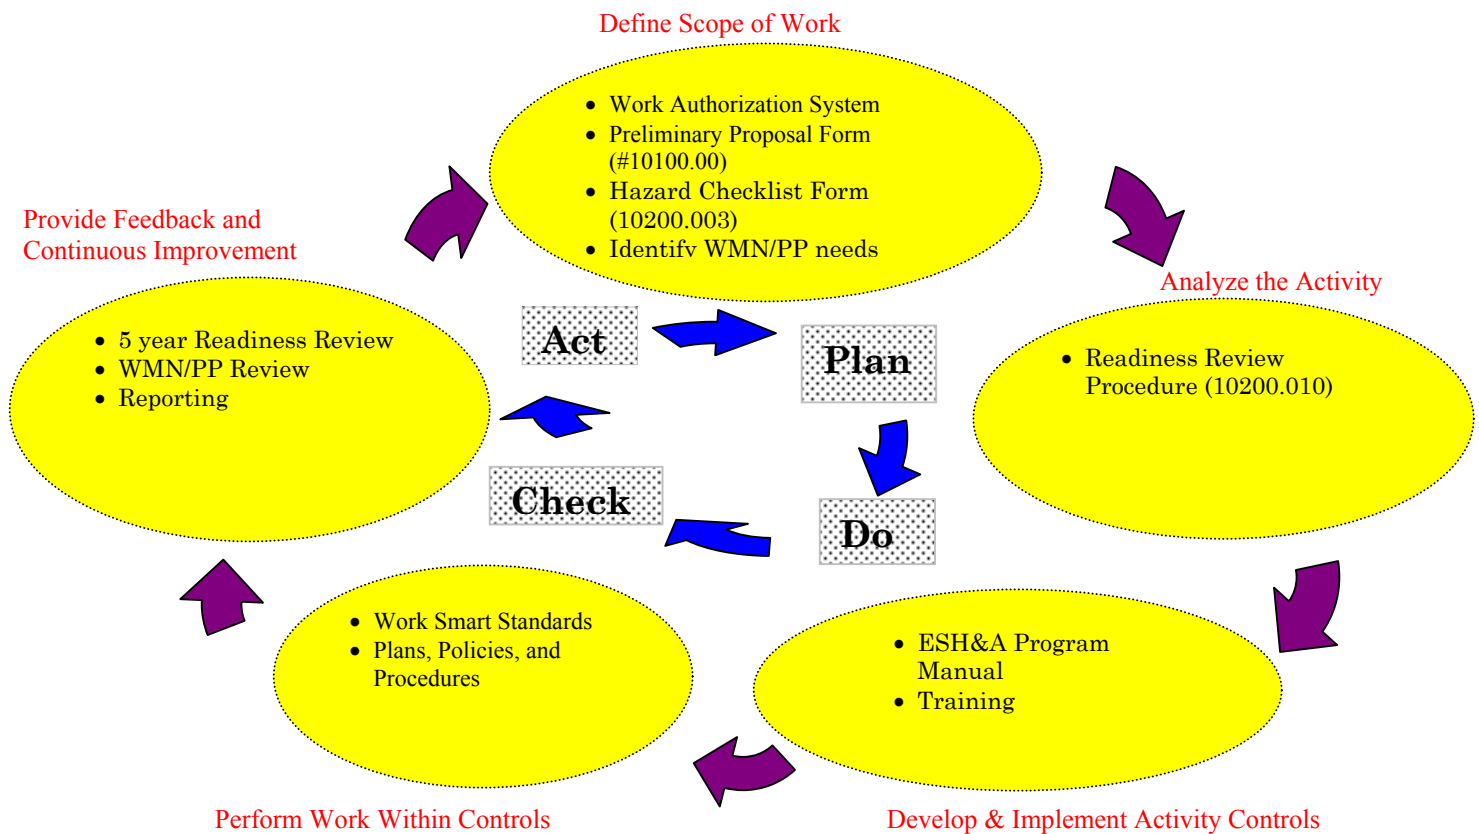 Define Scope of Work
• Work Authorization System
• Preliminary Proposal Form
(#10100.00)
• Hazard Checklist Form
(10200.003)
• Identify WMN/PP needs
Provide Feedback and
Continuous Improvement
• 5 year Readiness Review
• WMN/PP Review
• Reporting
Analyze the Activity
• Readiness Review
Procedure (10200.010)
Act
Plan
Check
Do
• Work Smart Standards
• Plans, Policies, and
Procedures
• ESH&A Program
Manual
• Training
Perform Work Within Controls
Develop & Implement Activity Controls